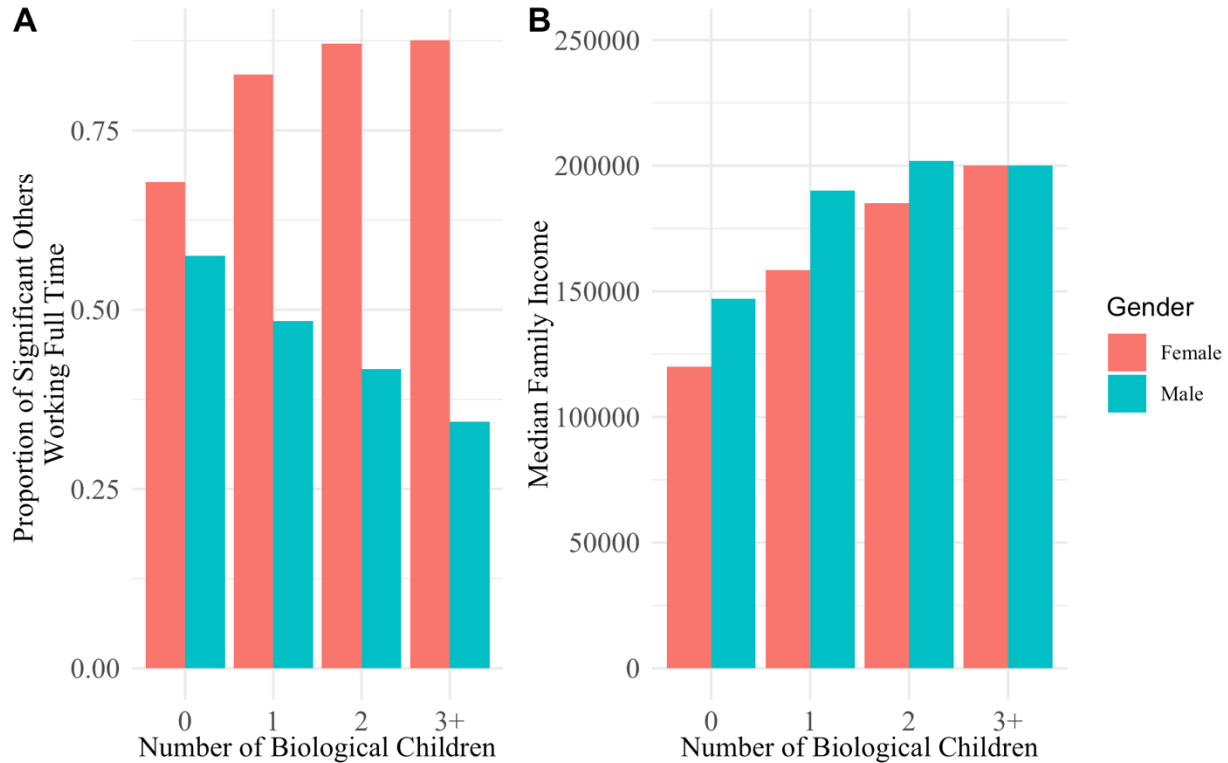 A
Proportion of Significant Others
Working Full Time
0.75
0.50
0.25
0.00
0 1 2 3+
Number of Biological Children
B
Median Family Income
250000
200000
150000
100000
50000
0
0 1 2 3+
Number of Biological Children
Gender
Female
Male